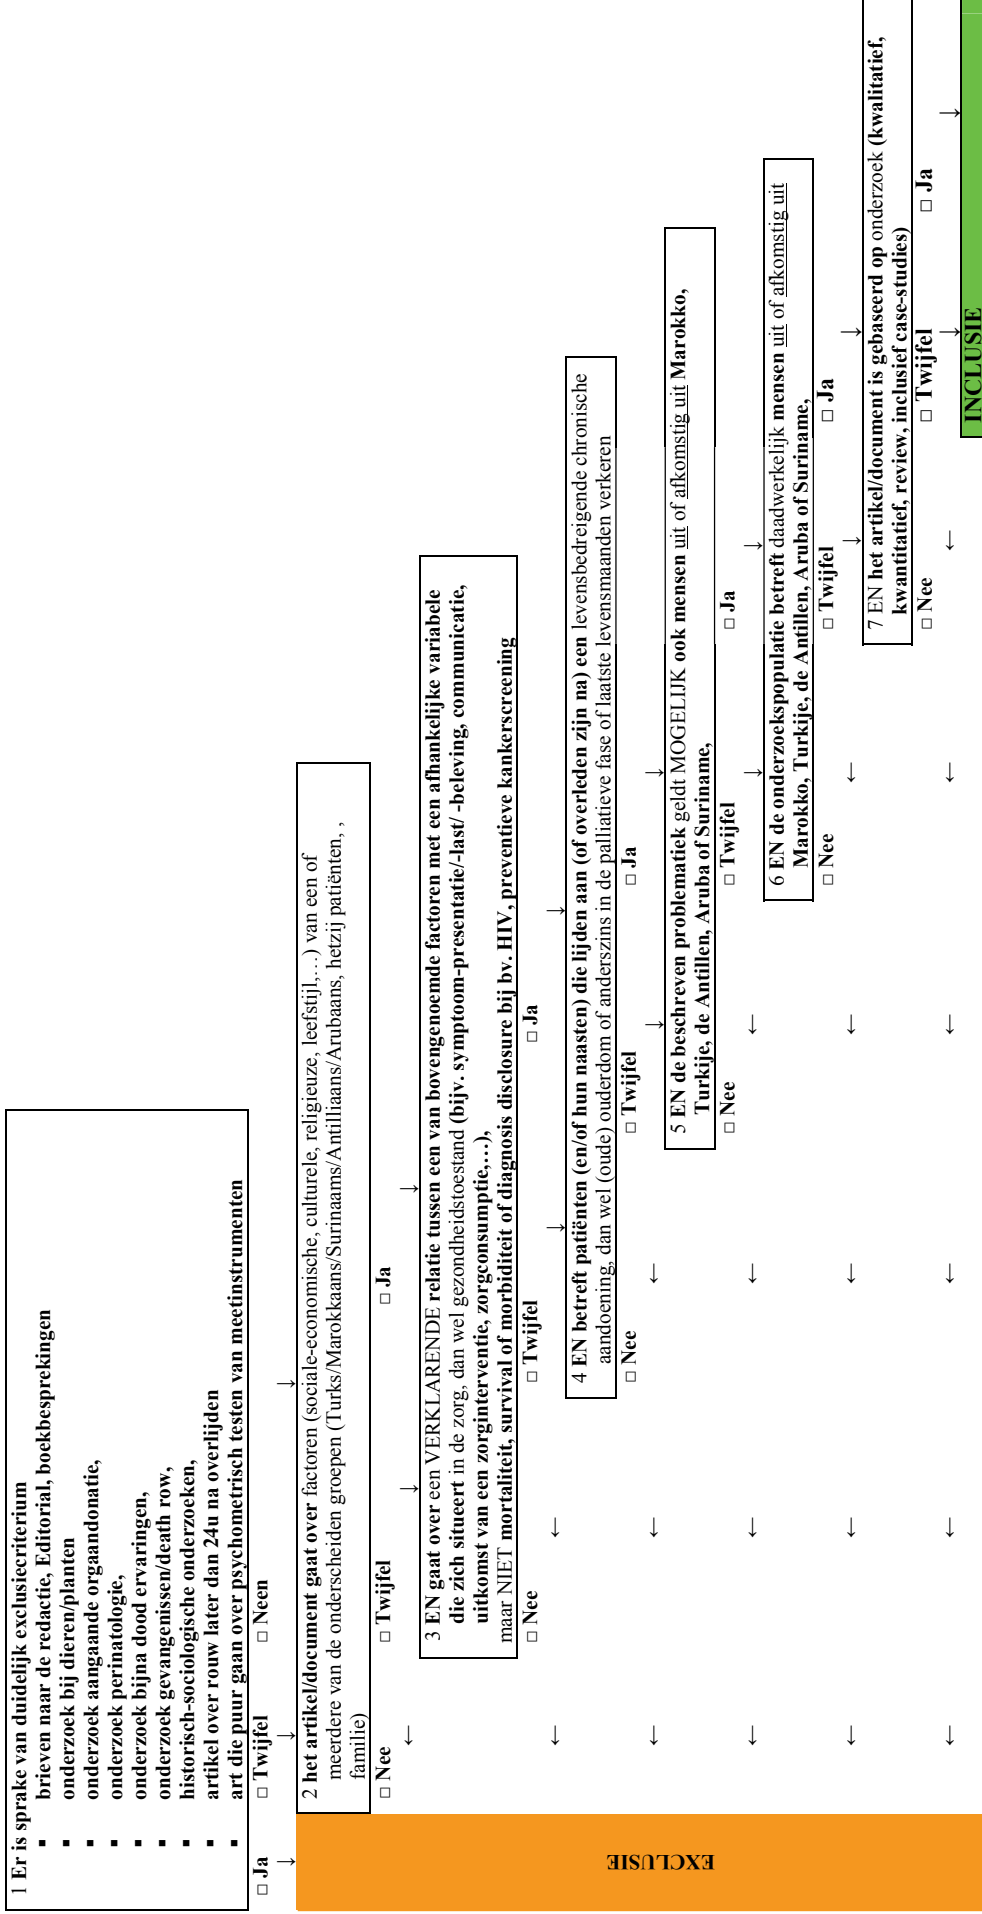 1 Er is sprake van duidelijk exclusiecriterium
▪ brieven naar de redactie, Editorial, boekbesprekingen
▪ onderzoek bij dieren/planten
▪ onderzoek aangaande orgaandonatie,
▪ onderzoek perinatologie,
▪ onderzoek bijna dood ervaringen,
▪ onderzoek gevangenissen/death row,
▪ historisch-sociologische onderzoeken,
▪ artikel over rouw later dan 24u na overlijden
▪ art die puur gaan over psychometrisch testen van meetinstrumenten
□ Ja □ Twijfel □ Neen
↓ ↓ ↓
EXCLUSIE
2 het artikel/document gaat over factoren (sociale-economische, culturele, religieuze, leefstijl,…) van een of
meerdere van de onderscheiden groepen (Turks/Marokkaans/Surinaams/Antilliaans/Arubaans, hetzij patiënten, ,
familie)
□ Nee □ Twijfel □ Ja
← ↓ ↓
3 EN gaat over een VERKLARENDE relatie tussen een van bovengenoemde factoren met een afhankelijke variabele
die zich situeert in de zorg, dan wel gezondheidstoestand (bijv. symptoom-presentatie/-last/ -beleving, communicatie,
uitkomst van een zorginterventie, zorgconsumptie,…),
maar NIET mortaliteit, survival of morbiditeit of diagnosis disclosure bij bv. HIV, preventieve kankerscreening
□ Nee □ Twijfel □ Ja
← ← ↓ ↓
4 EN betreft patiënten (en/of hun naasten) die lijden aan (of overleden zijn na) een levensbedreigende chronische
aandoening, dan wel (oude) ouderdom of anderszins in de palliatieve fase of laatste levensmaanden verkeren
□ Nee □ Twijfel □ Ja
← ← ← ↓ ↓
5 EN de beschreven problematiek geldt MOGELIJK ook mensen uit of afkomstig uit Marokko,
Turkije, de Antillen, Aruba of Suriname,
□ Nee □ Twijfel □ Ja
← ← ← ← ↓ ↓
6 EN de onderzoekspopulatie betreft daadwerkelijk mensen uit of afkomstig uit
Marokko, Turkije, de Antillen, Aruba of Suriname,
□ Nee □ Twijfel □ Ja
← ← ← ← ← ↓ ↓
7 EN het artikel/document is gebaseerd op onderzoek (kwalitatief,
kwantitatief, review, inclusief case-studies)
□ Nee □ Twijfel □ Ja
← ← ← ← ← ← ↓ ↓
INCLUSIE